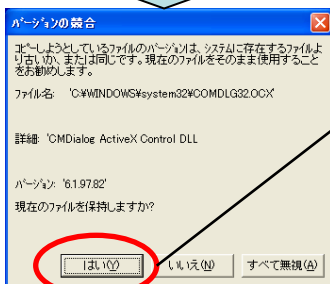 バージョンの競合
コピーしようとしているファイルのバージョンは、システムに存在するファイルよ
り古いか、または同じです。現在のファイルをそのまま使用すること
をお勧めします。
ファイル名: 'C:¥WINDOWS¥system32¥COMDLG32.OCX'
詳細: 'CMDialog ActiveX Control DLL
バージョン: '6.1.97.82'
現在のファイルを保持しますか?
はい(Y) いいえ(N) すべて無視(A)